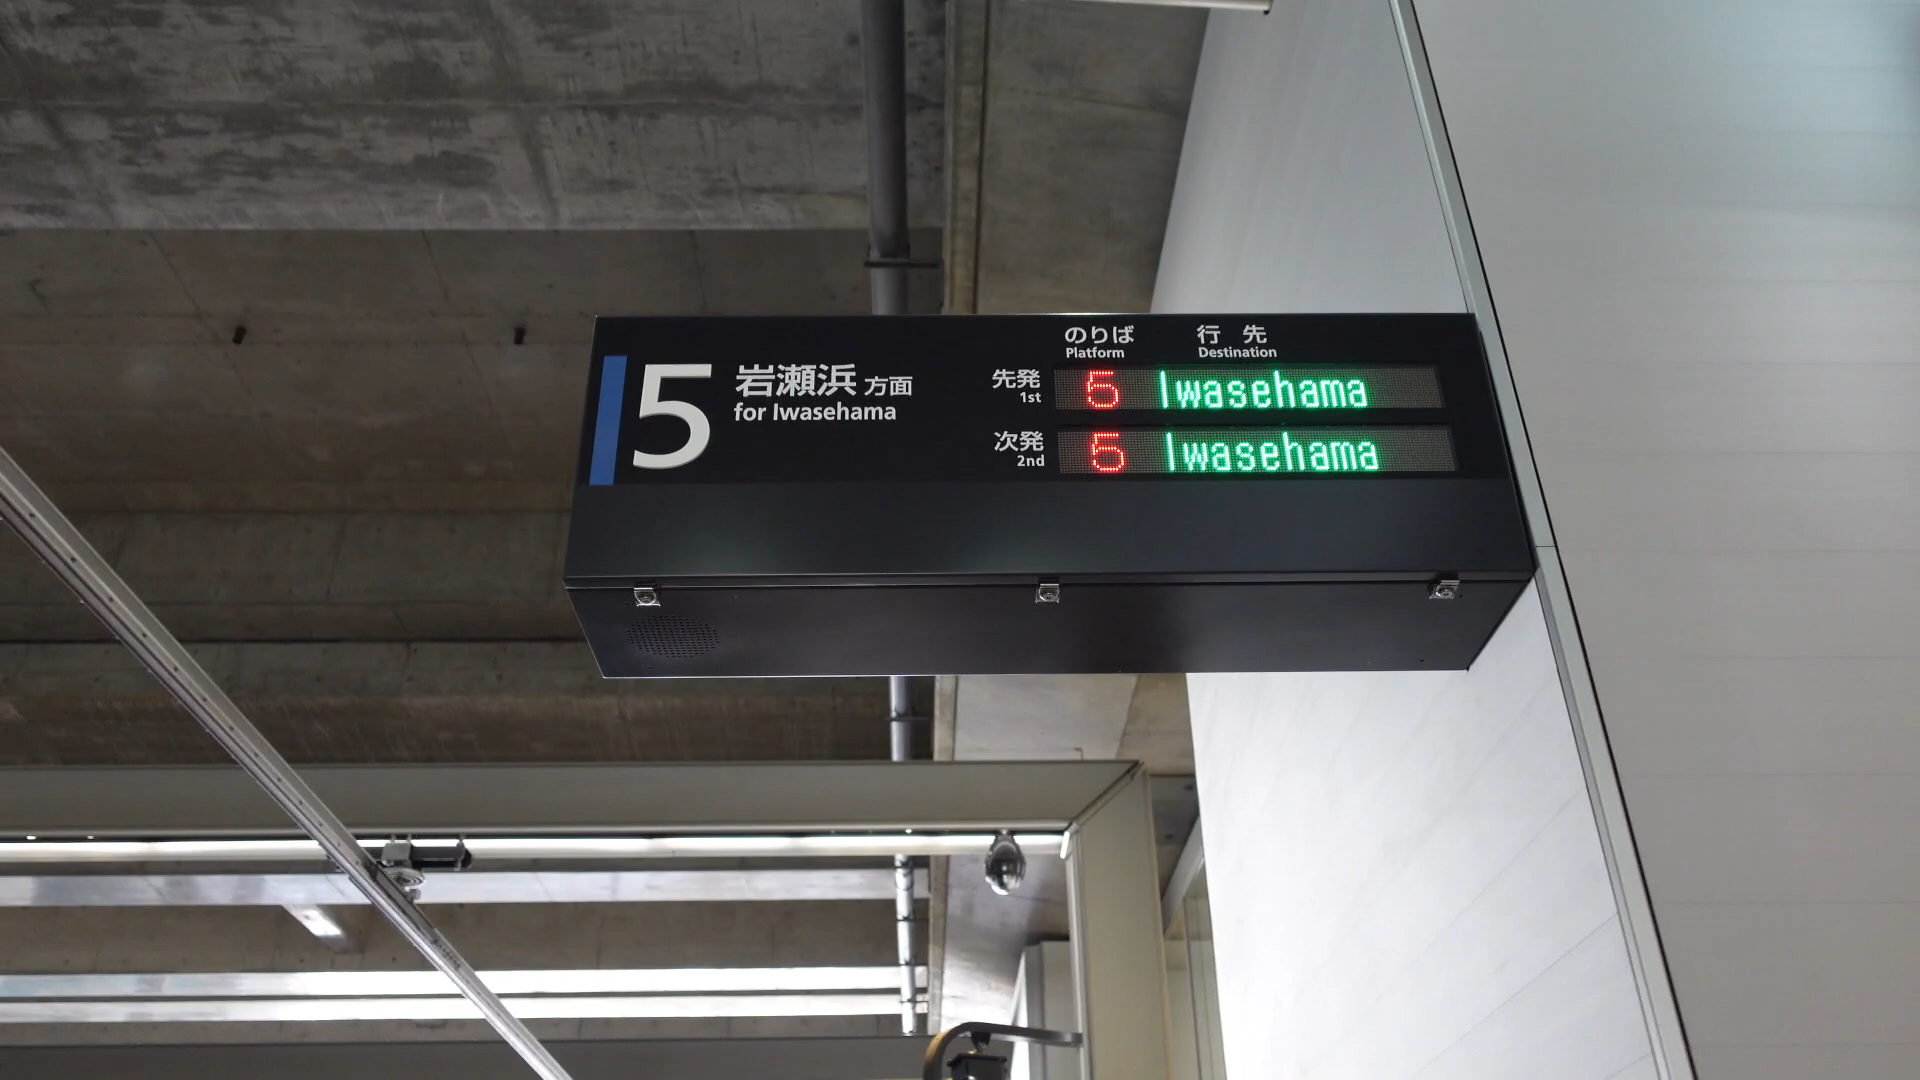 5
岩瀬浜 方面
for Iwasehama
のりば 行先
Platform Destination
先発 5 Iwasehama
1st
次発 5 Iwasehama
2nd